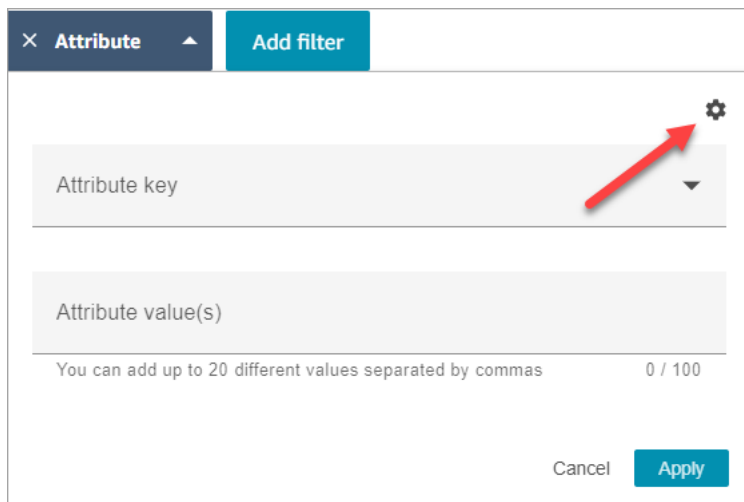 Attribute Add filter
Attribute key
Attribute value(s)
You can add up to 20 different values separated by commas 0 / 100
Cancel Apply